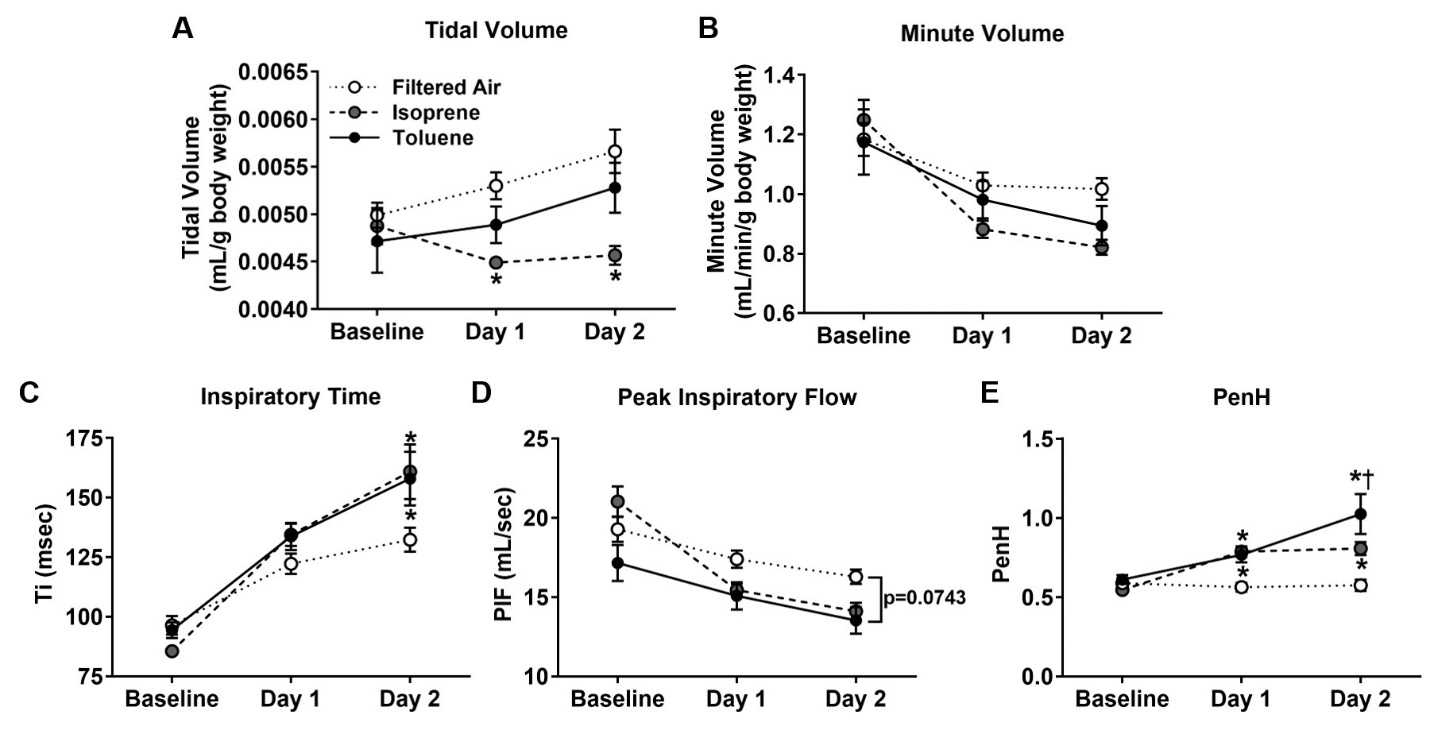 A
Tidal Volume
Tidal Volume
(mL/g body weight)
0.0065
0.0060
0.0055
0.0050
0.0045
0.0040
Filtered Air
Isoprene
Toluene
*
*
Baseline
Day 1
Day 2
B
Minute Volume
Minute Volume
(mL/min/g body weight)
1.4
1.2
1.0
0.8
0.6
Baseline
Day 1
Day 2
C
Inspiratory Time
Ti (msec)
175
150
125
100
75
*
*
Baseline
Day 1
Day 2
D
Peak Inspiratory Flow
PIF (mL/sec)
25
20
15
10
p=0.0743
Baseline
Day 1
Day 2
E
PenH
PenH
1.5
1.0
0.5
0.0
*†
*
*
*
Baseline
Day 1
Day 2